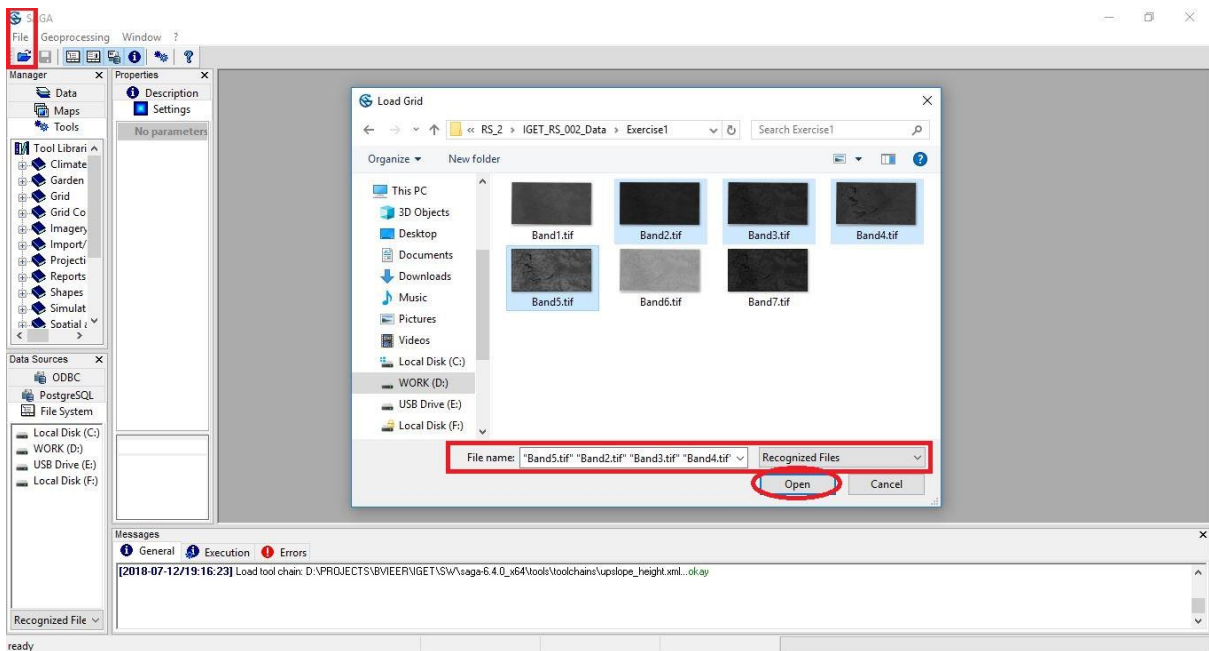 SAGA
File Geoprocessing Window ?
Manager X
Data
Maps
Tools
Tool Librari
Climate
Garden
Grid
Grid Co
Imagery
Import/
Projecti
Reports
Shapes
Simulat
Spatial
Properties X
Description
Settings
No parameters
Data Sources X
ODBC
PostgreSQL
File System
Local Disk (C:)
WORK (D:)
USB Drive (E:)
Local Disk (F:)
Recognized File
Load Grid
« RS_2 › IGET_RS_002_Data › Exercise1
Search Exercise1
Organize New folder
This PC
3D Objects
Desktop
Documents
Downloads
Music
Pictures
Videos
Local Disk (C:)
WORK (D:)
USB Drive (E:)
Local Disk (F:)
Band1.tif Band2.tif Band3.tif Band4.tif
Band5.tif Band6.tif Band7.tif
File name: "Band5.tif" "Band2.tif" "Band3.tif" "Band4.tif" Recognized Files
Open Cancel
Messages X
General Execution Errors
[2018-07-12/19:16:23] Load tool chain: D:\PROJECTS\BVIEER\IGET\SW\saga-6.4.0_x64\tools\toolchains\upslope_height.xml...okay
ready